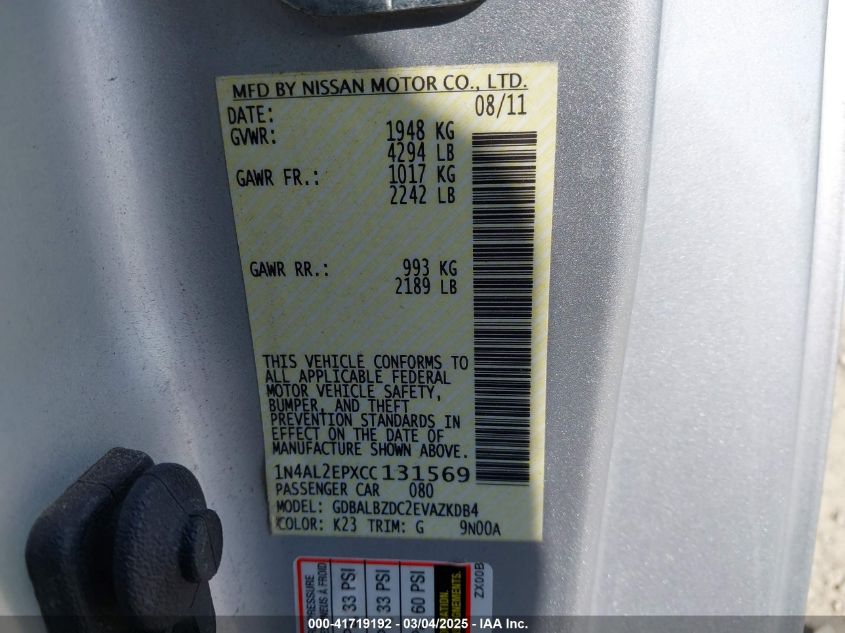 MFD BY NISSAN MOTOR CO., LTD.
DATE: 08/11
GVWR: 1948 KG
4294 LB
GAWR FR.: 1017 KG
2242 LB
GAWR RR.: 993 KG
2189 LB
THIS VEHICLE CONFORMS TO
ALL APPLICABLE FEDERAL
MOTOR VEHICLE SAFETY,
BUMPER, AND THEFT
PREVENTION STANDARDS IN
EFFECT ON THE DATE OF
MANUFACTURE SHOWN ABOVE.
1N4AL2EPXCC131569
PASSENGER CAR 080
MODEL: GDBALBZDC2EVAZKDB4
COLOR: K23 TRIM: G 9N00A
PRESSURE
33 PSI
33 PSI
60 PSI
ZX00B
000-41719192 - 03/04/2025 - IAA Inc.